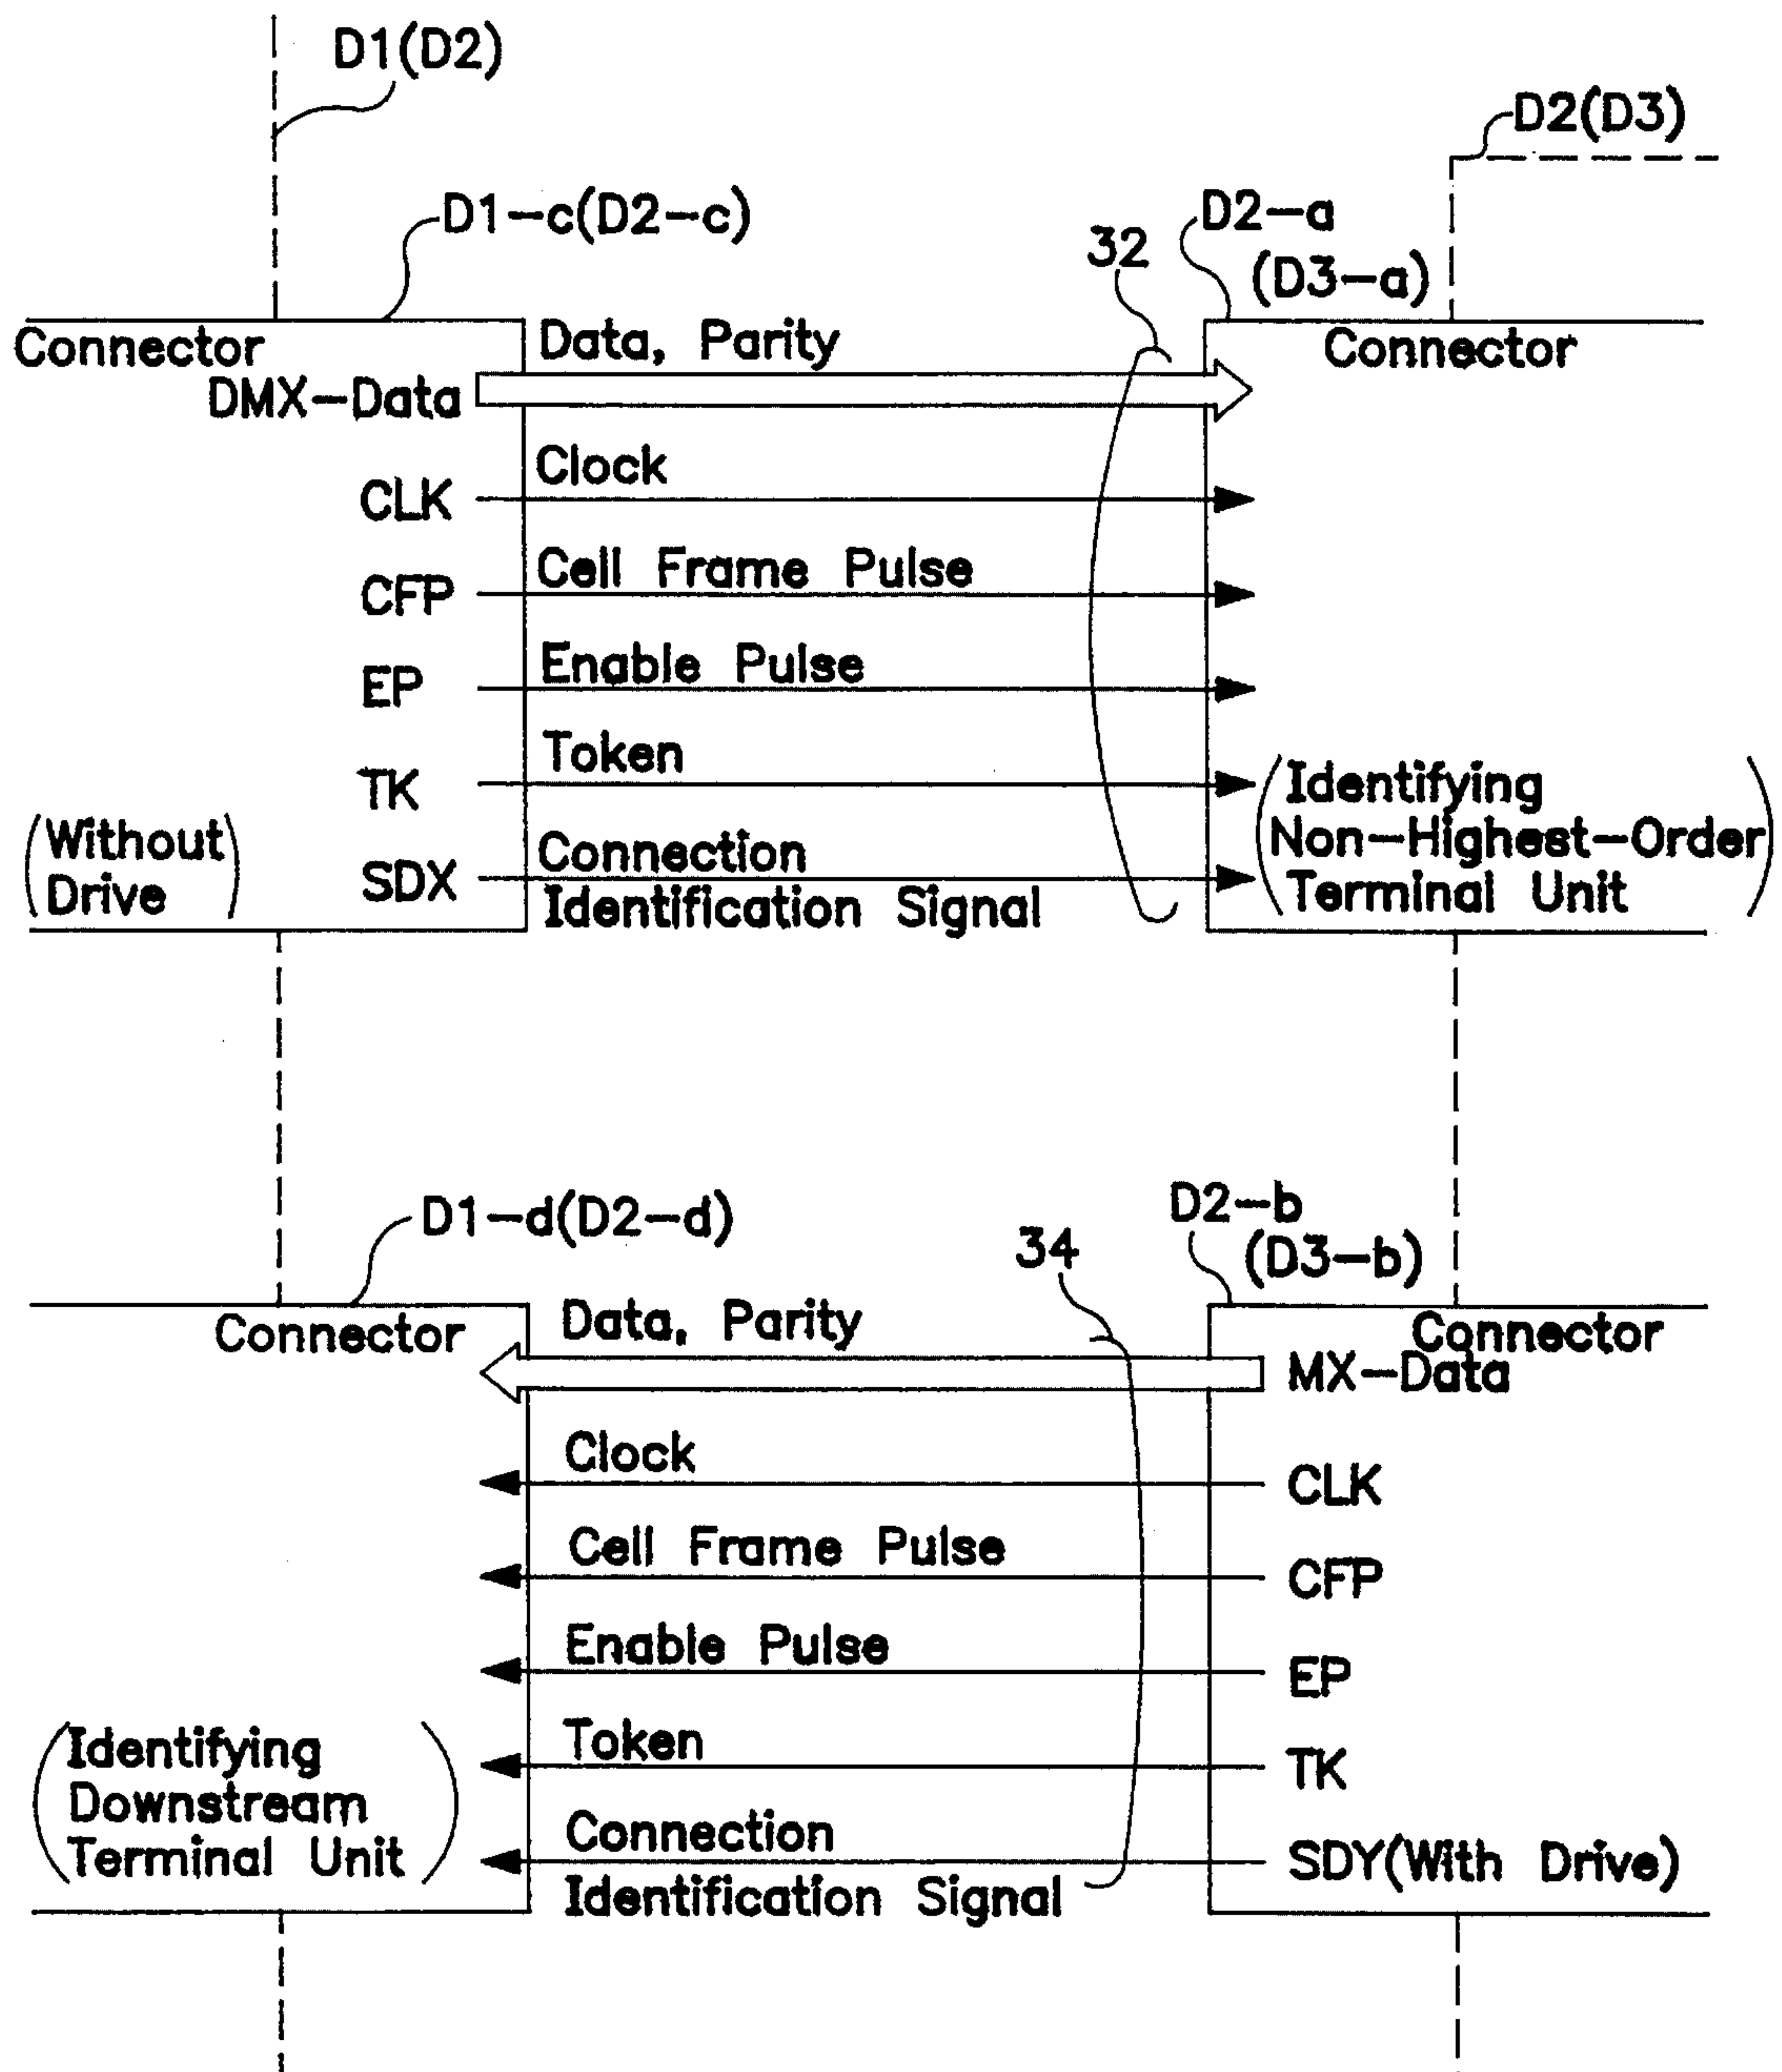 D1(D2)
D2(D3)
D1-c(D2-c)
D2-a
(D3-a)
32
Connector
Data, Parity
Connector
DMX-Data
Clock
CLK
Cell Frame Pulse
CFP
Enable Pulse
EP
Token
TK
(Identifying
Non-Highest-Order
Terminal Unit)
(Without
Drive)
SDX
Connection
Identification Signal
D1-d(D2-d)
D2-b
(D3-b)
34
Connector
Data, Parity
Connector
MX-Data
Clock
CLK
Cell Frame Pulse
CFP
Enable Pulse
EP
Token
TK
(Identifying
Downstream
Terminal Unit)
Connection
Identification Signal
SDY(With Drive)